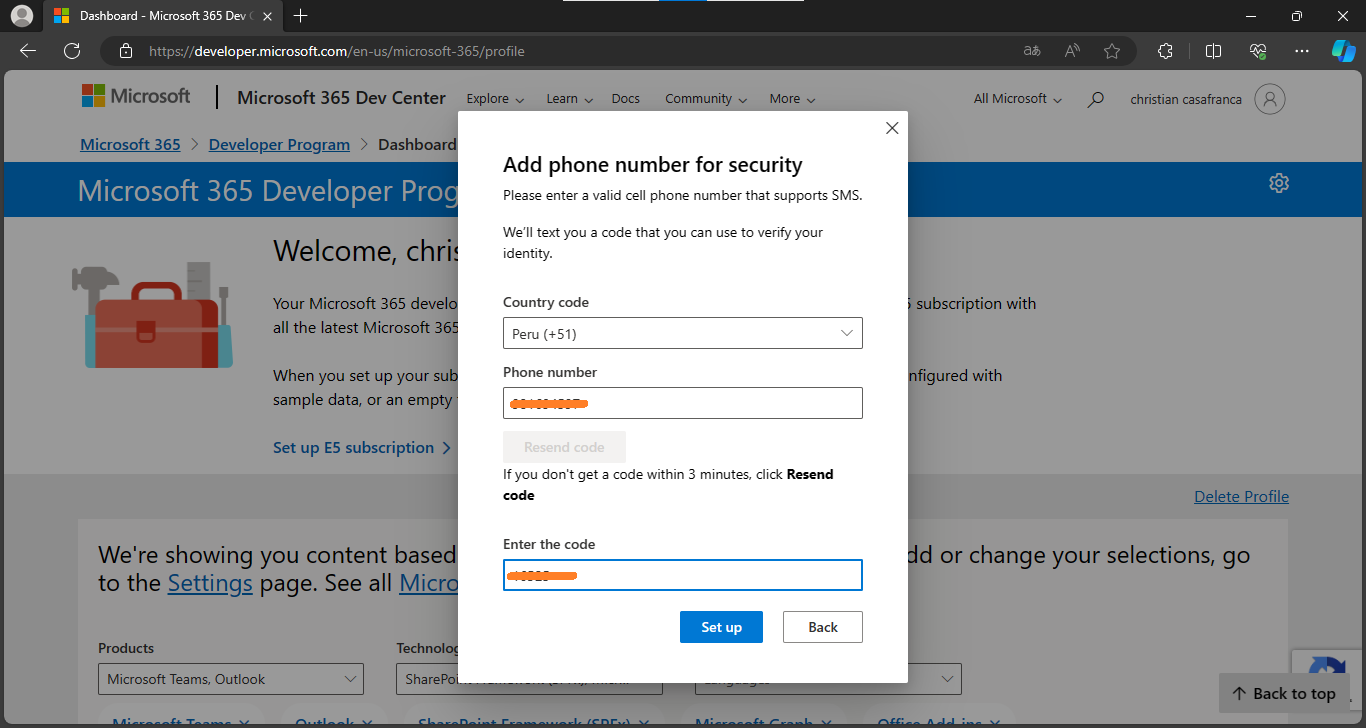 Dashboard - Microsoft 365 Dev
https://developer.microsoft.com/en-us/microsoft-365/profile
Microsoft
Microsoft 365 Dev Center
Explore
Learn
Docs
Community
More
All Microsoft
christian casafranca
Microsoft 365 > Developer Program > Dashboard
Microsoft 365 Developer Prog
Welcome, chris
Your Microsoft 365 develo
5 subscription with
all the latest Microsoft 365
When you set up your sub
nfigured with
sample data, or an empty
Set up E5 subscription >
Add phone number for security
Please enter a valid cell phone number that supports SMS.
We'll text you a code that you can use to verify your
identity.
Country code
Peru (+51)
Phone number
Resend code
If you don't get a code within 3 minutes, click Resend
code
Enter the code
Set up
Back
Delete Profile
We're showing you content based
dd or change your selections, go
to the Settings page. See all Micro
Products
Technolog
Microsoft Teams, Outlook
SharePoint Framework (SPFx), Micr...
Languages
Microsoft Teams
Outlook
SharePoint Framework (SPFx)
Microsoft Graph
Office Add-ins
Back to top